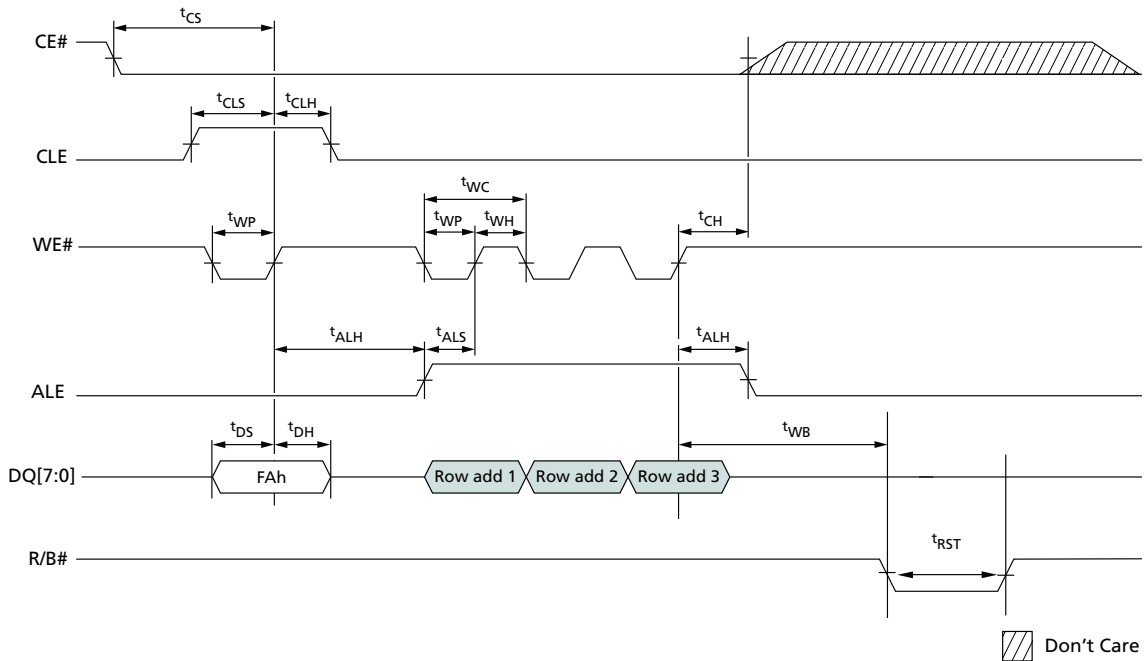 tCS
CE#
tCLS tCLH
CLE
tWC
tWP tWP tWH tCH
WE#
tALH tALS tALH
ALE
tDS tDH tWB
DQ[7:0] FAh Row add 1 Row add 2 Row add 3
R/B# tRST
Don't Care